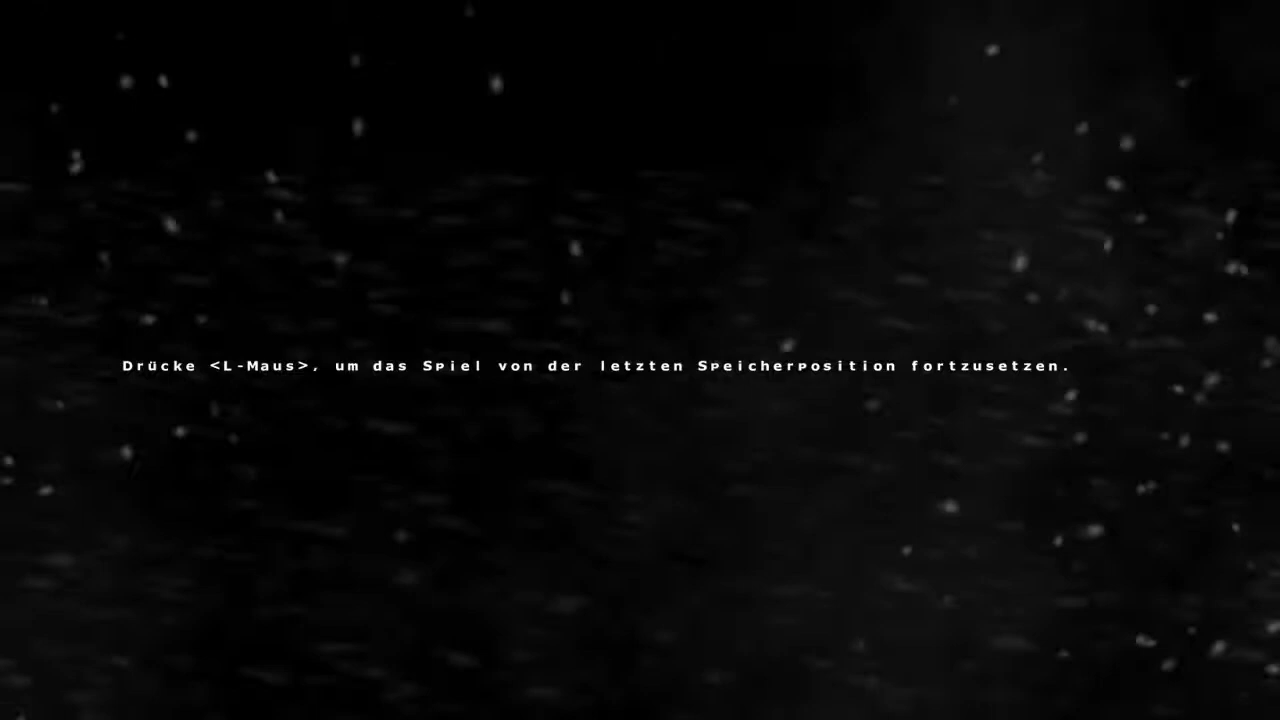 Drücke <L-Maus>, um das Spiel von der letzten Speicherposition fortzusetzen.